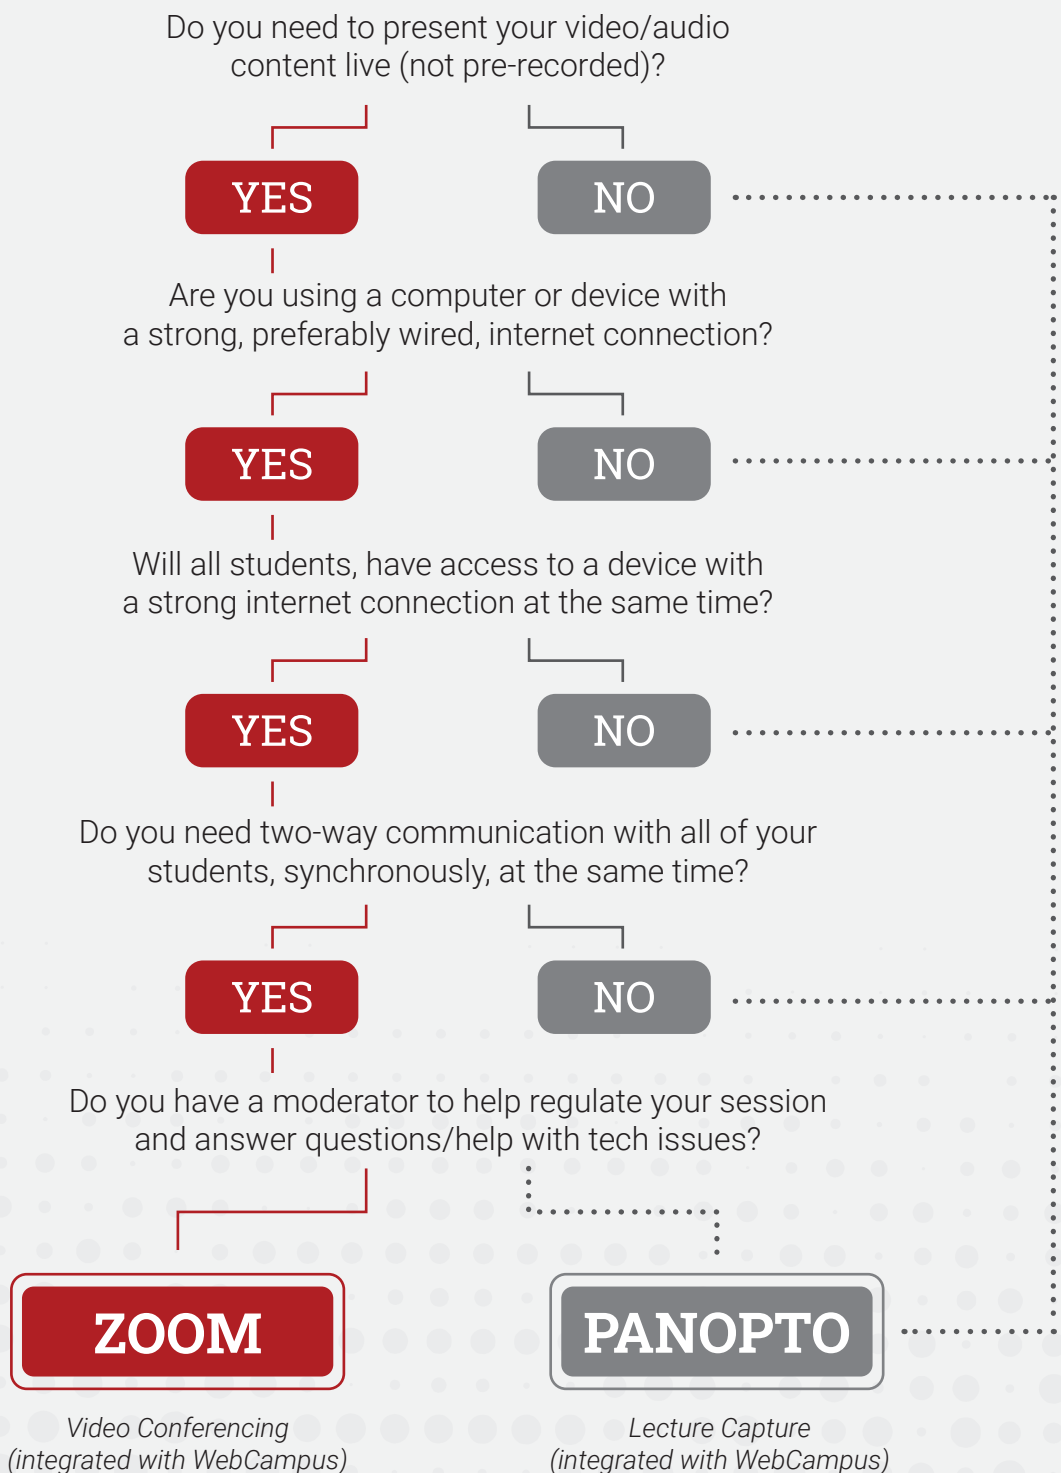 Do you need to present your video/audio
content live (not pre-recorded)?
YES
NO
Are you using a computer or device with
a strong, preferably wired, internet connection?
YES
NO
Will all students, have access to a device with
a strong internet connection at the same time?
YES
NO
Do you need two-way communication with all of your
students, synchronously, at the same time?
YES
NO
Do you have a moderator to help regulate your session
and answer questions/help with tech issues?
ZOOM
PANOPTO
Video Conferencing
(integrated with WebCampus)
Lecture Capture
(integrated with WebCampus)